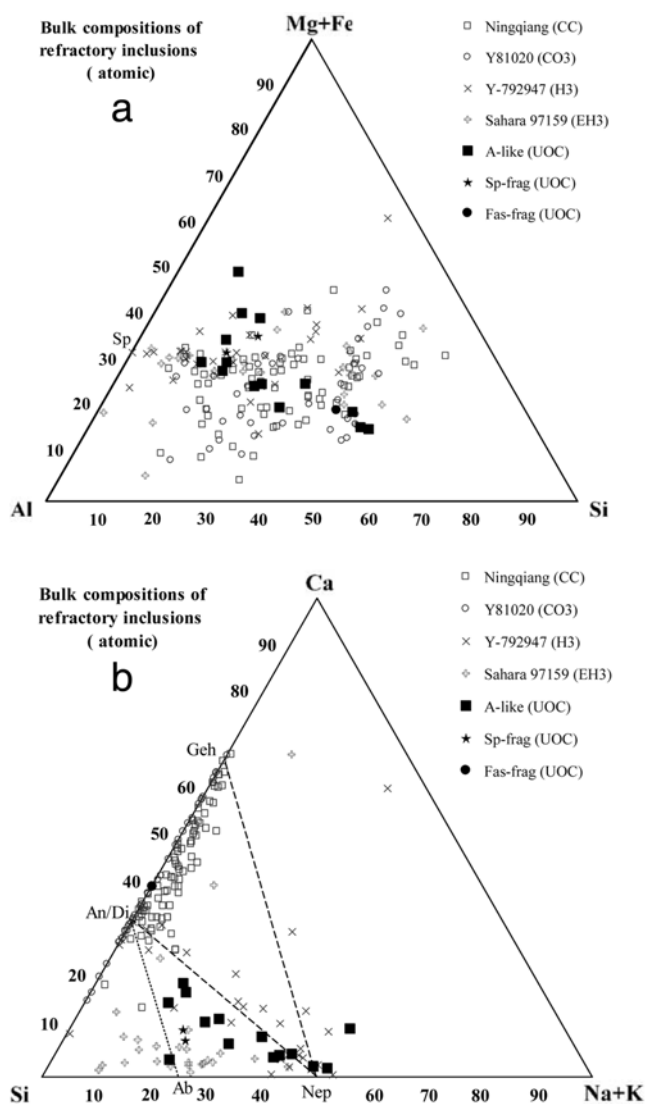 Bulk compositions of
refractory inclusions
( atomic)
a
Mg+Fe
Ningqiang (CC)
Y81020 (CO3)
Y-792947 (H3)
Sahara 97159 (EH3)
A-like (UOC)
Sp-frag (UOC)
Fas-frag (UOC)
90
80
70
60
50
40
30
20
10
Sp
Al
10
20
30
40
50
60
70
80
90
Si
Bulk compositions of
refractory inclusions
( atomic)
b
Ca
Ningqiang (CC)
Y81020 (CO3)
Y-792947 (H3)
Sahara 97159 (EH3)
A-like (UOC)
Sp-frag (UOC)
Fas-frag (UOC)
90
80
Geh
60
50
40
An/Di
20
10
Si
10
20
Ab
30
40
Nep
60
70
80
90
Na+K